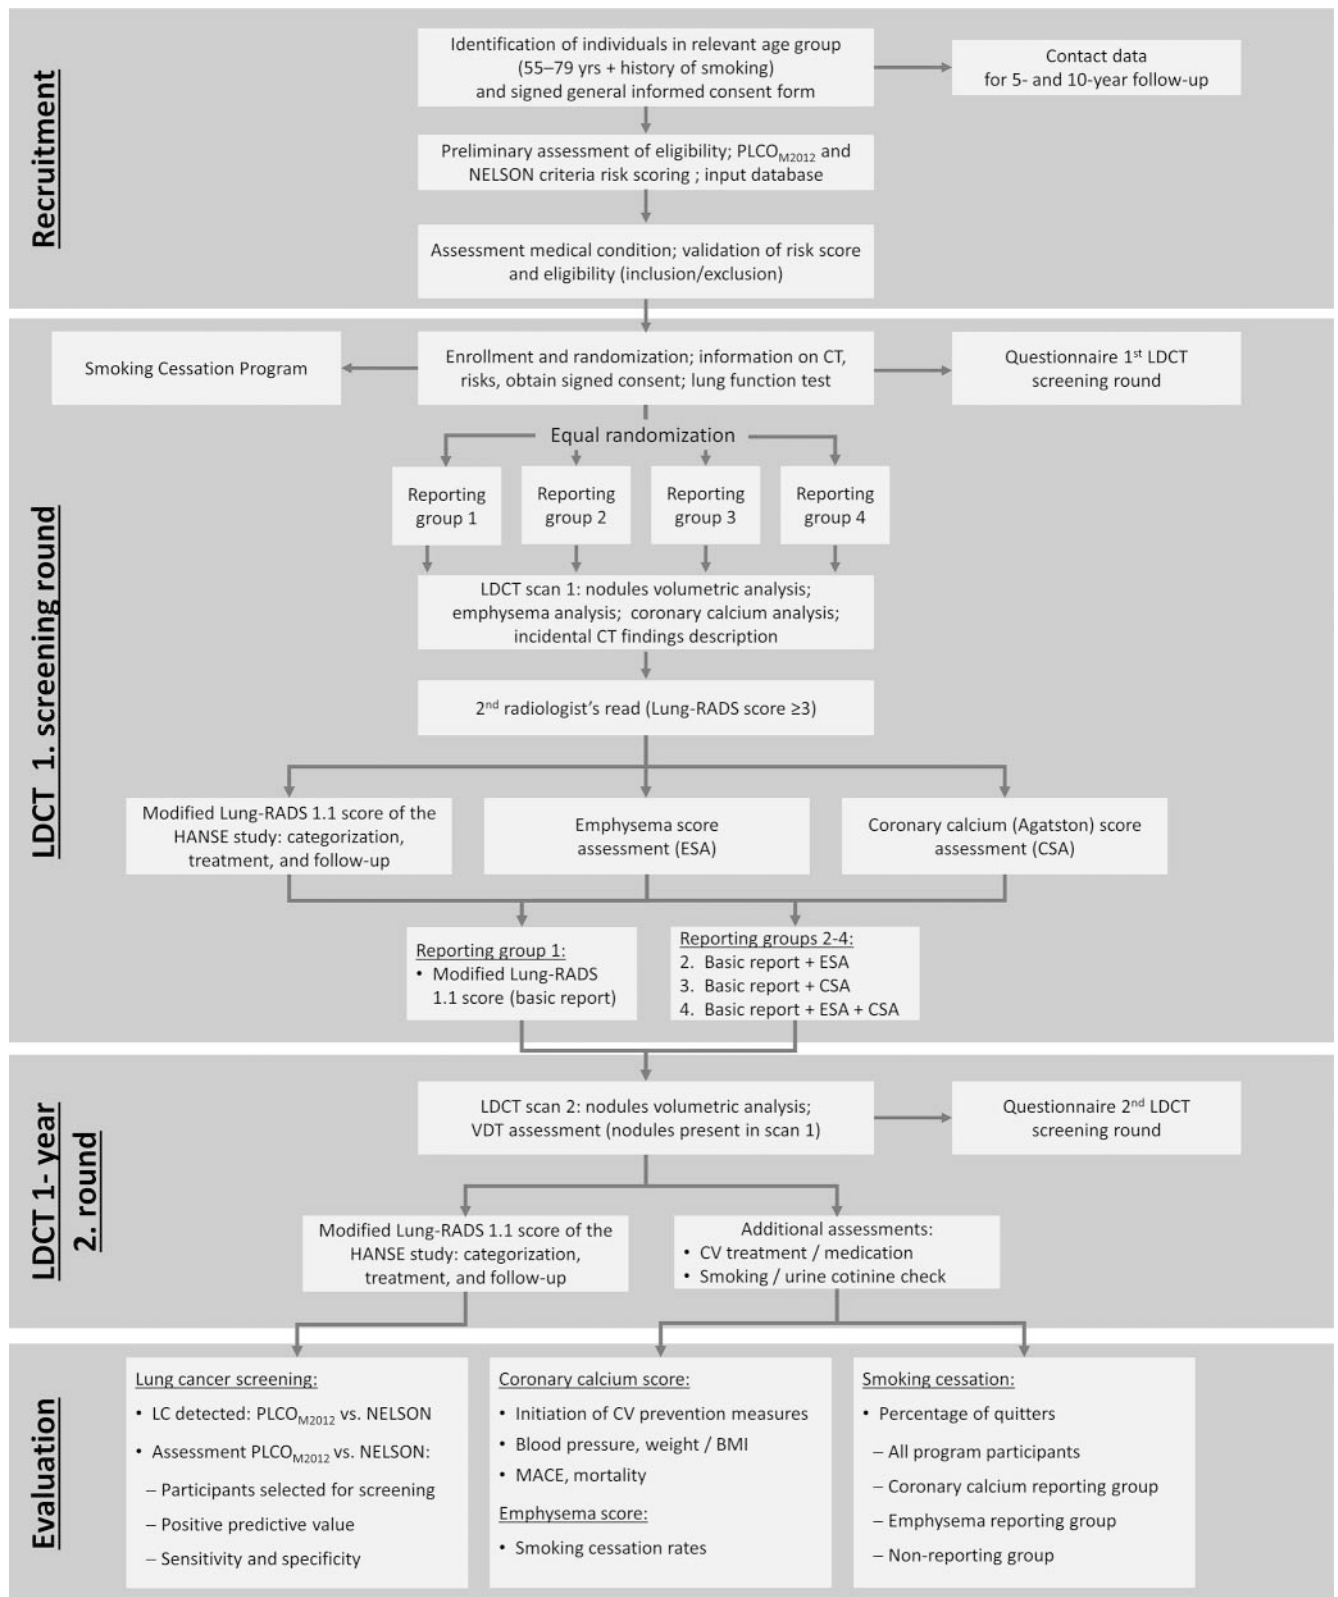 Recruitment
Identification of individuals in relevant age group
(55–79 yrs + history of smoking)
and signed general informed consent form
Contact data
for 5- and 10-year follow-up
Preliminary assessment of eligibility; PLCOM2012 and
NELSON criteria risk scoring ; input database
Assessment medical condition; validation of risk score
and eligibility (inclusion/exclusion)
LDCT 1. screening round
Smoking Cessation Program
Enrollment and randomization; information on CT,
risks, obtain signed consent; lung function test
Questionnaire 1st LDCT
screening round
Equal randomization
Reporting
group 1
Reporting
group 2
Reporting
group 3
Reporting
group 4
LDCT scan 1: nodules volumetric analysis;
emphysema analysis; coronary calcium analysis;
incidental CT findings description
2nd radiologist's read (Lung-RADS score ≥3)
Modified Lung-RADS 1.1 score of the
HANSE study: categorization,
treatment, and follow-up
Emphysema score
assessment (ESA)
Coronary calcium (Agatston) score
assessment (CSA)
Reporting group 1:
• Modified Lung-RADS
1.1 score (basic report)
Reporting groups 2-4:
2. Basic report + ESA
3. Basic report + CSA
4. Basic report + ESA + CSA
LDCT 1- year
2. round
LDCT scan 2: nodules volumetric analysis;
VDT assessment (nodules present in scan 1)
Questionnaire 2nd LDCT
screening round
Modified Lung-RADS 1.1 score of the
HANSE study: categorization,
treatment, and follow-up
Additional assessments:
• CV treatment / medication
• Smoking / urine cotinine check
Evaluation
Lung cancer screening:
• LC detected: PLCOM2012 vs. NELSON
• Assessment PLCOM2012 vs. NELSON:
– Participants selected for screening
– Positive predictive value
– Sensitivity and specificity
Coronary calcium score:
• Initiation of CV prevention measures
• Blood pressure, weight / BMI
• MACE, mortality
Emphysema score:
• Smoking cessation rates
Smoking cessation:
• Percentage of quitters
– All program participants
– Coronary calcium reporting group
– Emphysema reporting group
– Non-reporting group